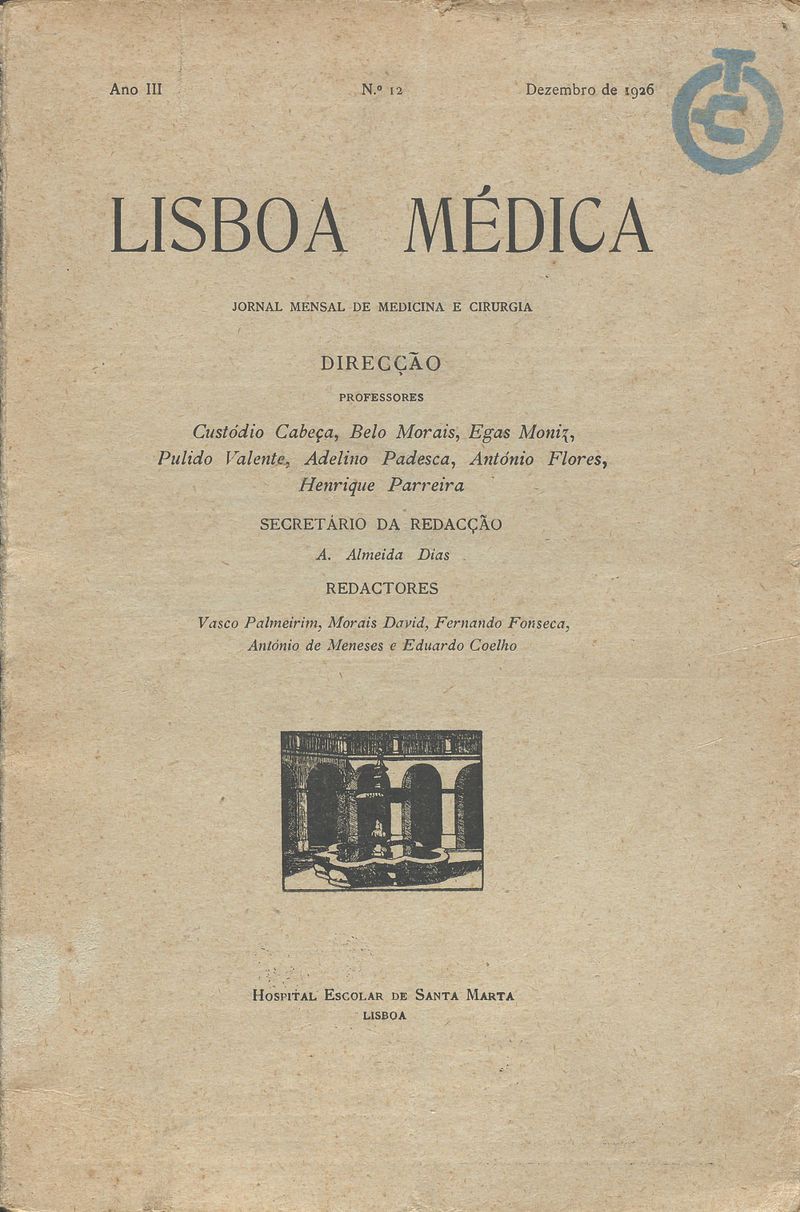 Ano III N.º 12 Dezembro de 1926
LISBOA MÉDICA
JORNAL MENSAL DE MEDICINA E CIRURGIA
DIRECÇÃO
PROFESSORES
Custódio Cabeça, Belo Morais, Egas Moniz,
Pulido Valente, Adelino Padesca, António Flores,
Henrique Parreira
SECRETÁRIO DA REDACÇÃO
A. Almeida Dias
REDACTORES
Vasco Palmeirim, Morais David, Fernando Fonseca,
António de Meneses e Eduardo Coelho
HOSPITAL ESCOLAR DE SANTA MARTA
LISBOA